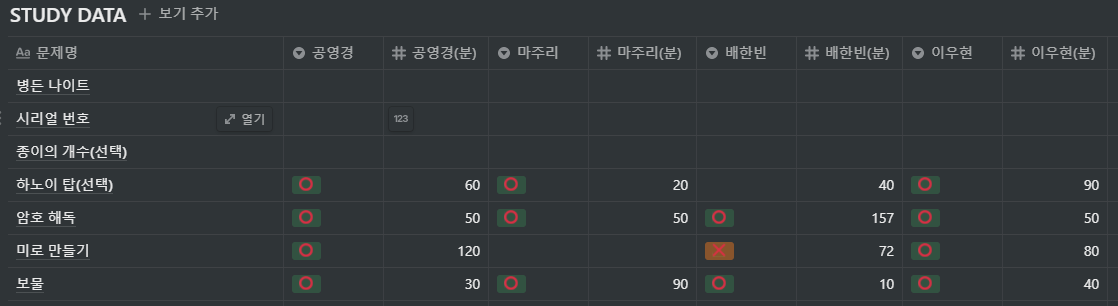 STUDY DATA + 보기 추가
Aa 문제명 공영경 # 공영경(분) 마주리 # 마주리(분) 배한빈 # 배한빈(분) 이우현 # 이우현(분)
병든 나이트
시리얼 번호 열기 123
종이의 개수(선택)
하노이 탑(선택) ⭕ 60 ⭕ 20 40 ⭕ 90
암호 해독 ⭕ 50 ⭕ 50 ⭕ 157 ⭕ 50
미로 만들기 ⭕ 120 ❌ 72 ⭕ 80
보물 ⭕ 30 ⭕ 90 ⭕ 10 ⭕ 40